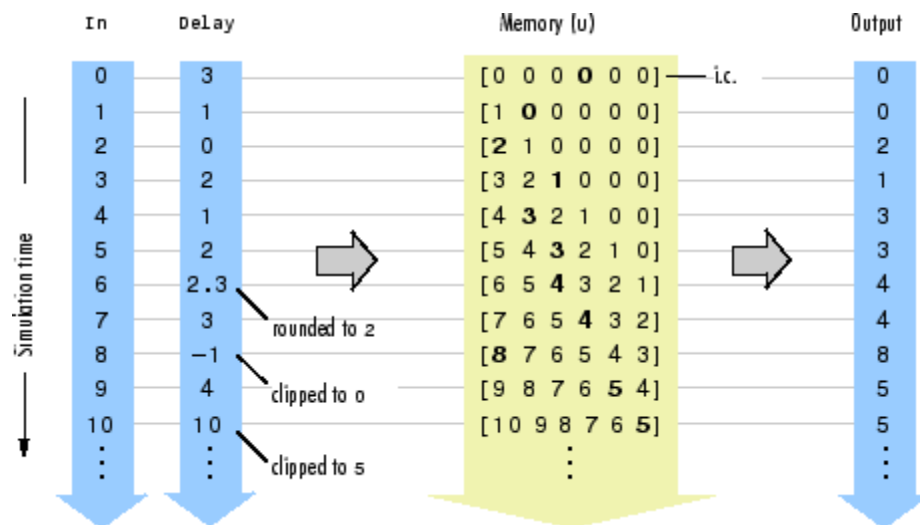 In Delay Memory (u) Output
0 3 [0 0 0 0 0 0] i.c. 0
1 1 [1 0 0 0 0 0] 0
2 0 [2 1 0 0 0 0] 2
3 2 [3 2 1 0 0 0] 1
4 1 [4 3 2 1 0 0] 3
5 2 [5 4 3 2 1 0] 3
6 2.3 [6 5 4 3 2 1] 4
7 3 [7 6 5 4 3 2] 4
rounded to 2
8 −1 [8 7 6 5 4 3] 8
9 4 [9 8 7 6 5 4] 5
clipped to 0
10 10 [10 9 8 7 6 5] 5
clipped to 5
⋮ ⋮ ⋮ ⋮
Simulation time